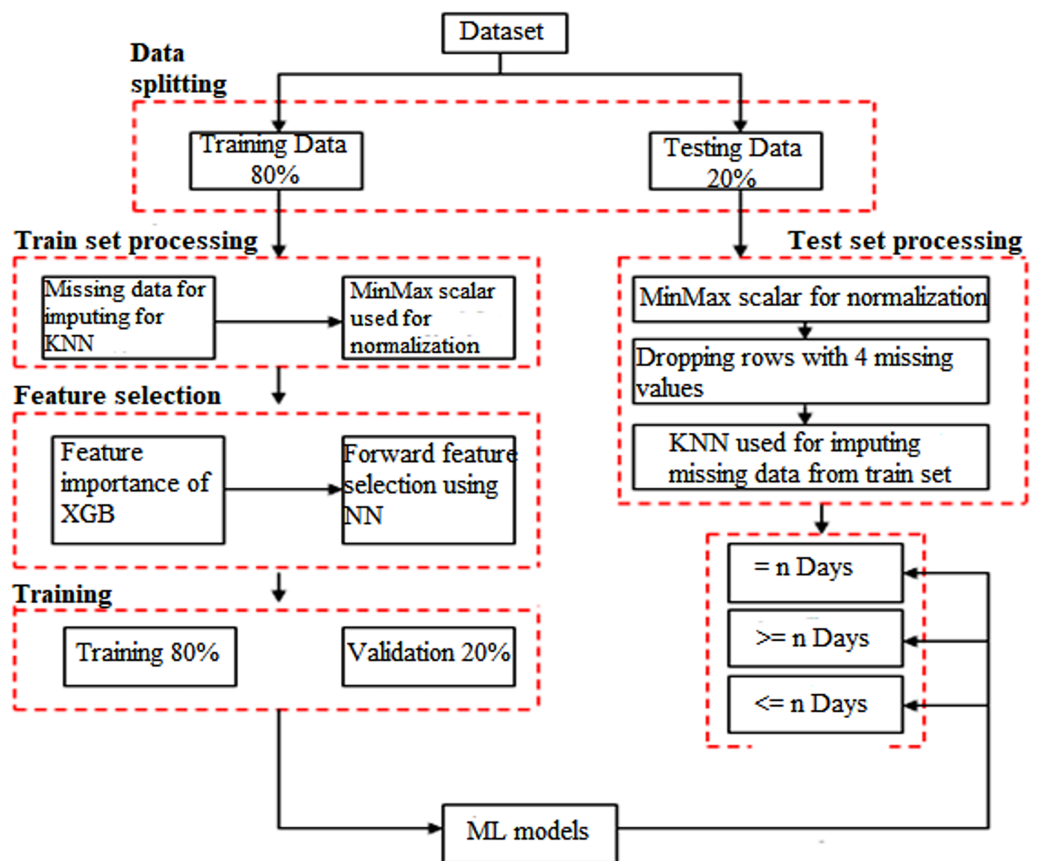 Dataset
Data
splitting
Training Data
80%
Testing Data
20%
Train set processing
Missing data for
imputing for
KNN
MinMax scalar
used for
normalization
Feature selection
Feature
importance of
XGB
Forward feature
selection using
NN
Training
Training 80%
Validation 20%
Test set processing
MinMax scalar for normalization
Dropping rows with 4 missing
values
KNN used for imputing
missing data from train set
= n Days
>= n Days
<= n Days
ML models